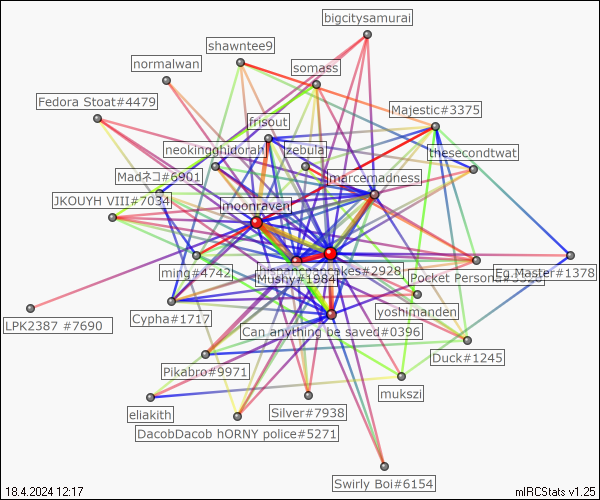 bigcitysamurai
shawntee9
normalwan
somass
Fedora Stoat#4479
Majestic#3375
frisout
neokingghidorah
zebula
thesecondtwat
Madネコ#6901
marcemadness
JKOUYH VIII#7034
moonraven
ming#4742
#2928
Mushy#1984
Pocket Persona
Eg.Master#1378
LPK2387 #7690
Cypha#1717
yoshimanden
Can anything be saved#0396
Duck#1245
Pikabro#9971
mukszi
eliakith
Silver#7938
DacobDacob hORNY police#5271
Swirly Boi#6154
18.4.2024 12:17
mIRCStats v1.25